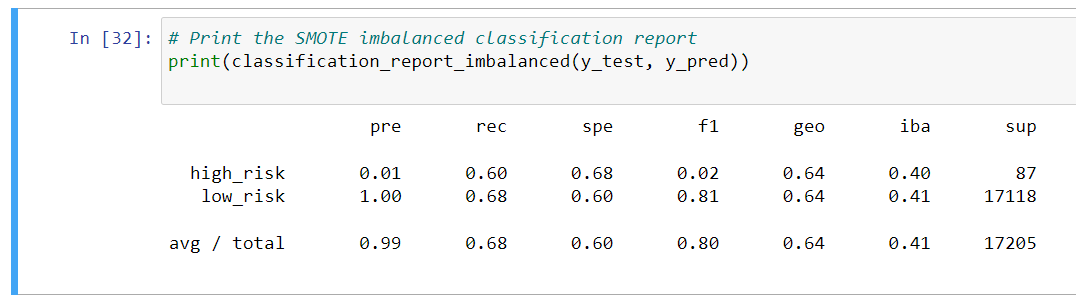 In [32]: # Print the SMOTE imbalanced classification report
print(classification_report_imbalanced(y_test, y_pred))
pre rec spe f1 geo iba sup
high_risk 0.01 0.60 0.68 0.02 0.64 0.40 87
low_risk 1.00 0.68 0.60 0.81 0.64 0.41 17118
avg / total 0.99 0.68 0.60 0.80 0.64 0.41 17205